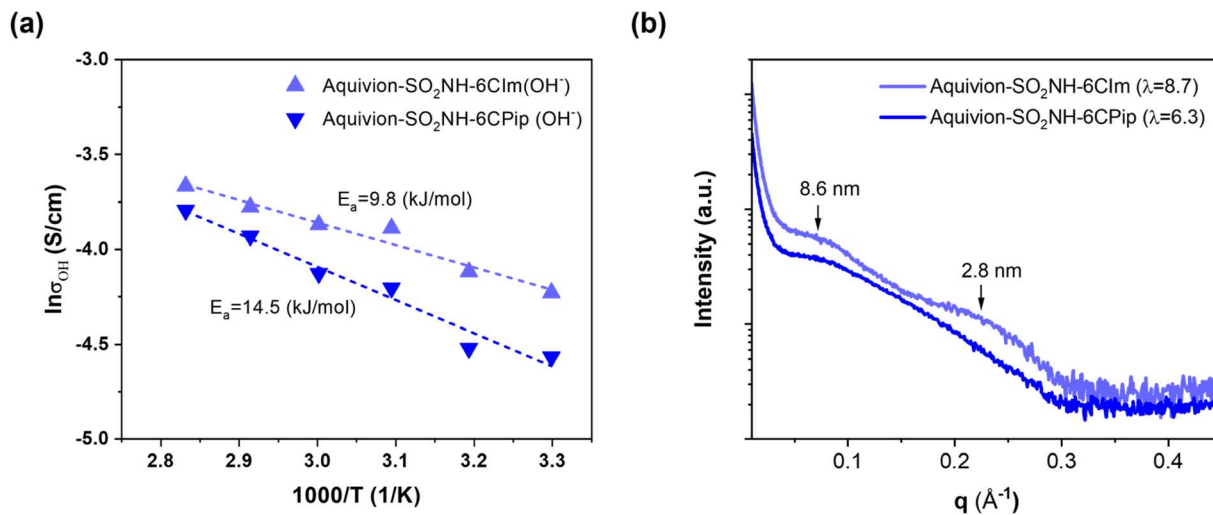 (a)
-3.0
-3.5
-4.0
-4.5
-5.0
lnσOH (S/cm)
Aquivion-SO2NH-6CIm(OH-)
Aquivion-SO2NH-6CPip (OH-)
Ea=9.8 (kJ/mol)
Ea=14.5 (kJ/mol)
2.8 2.9 3.0 3.1 3.2 3.3
1000/T (1/K)
(b)
Intensity (a.u.)
Aquivion-SO2NH-6CIm (λ=8.7)
Aquivion-SO2NH-6CPip (λ=6.3)
8.6 nm
2.8 nm
0.1 0.2 0.3 0.4
q (Å-1)